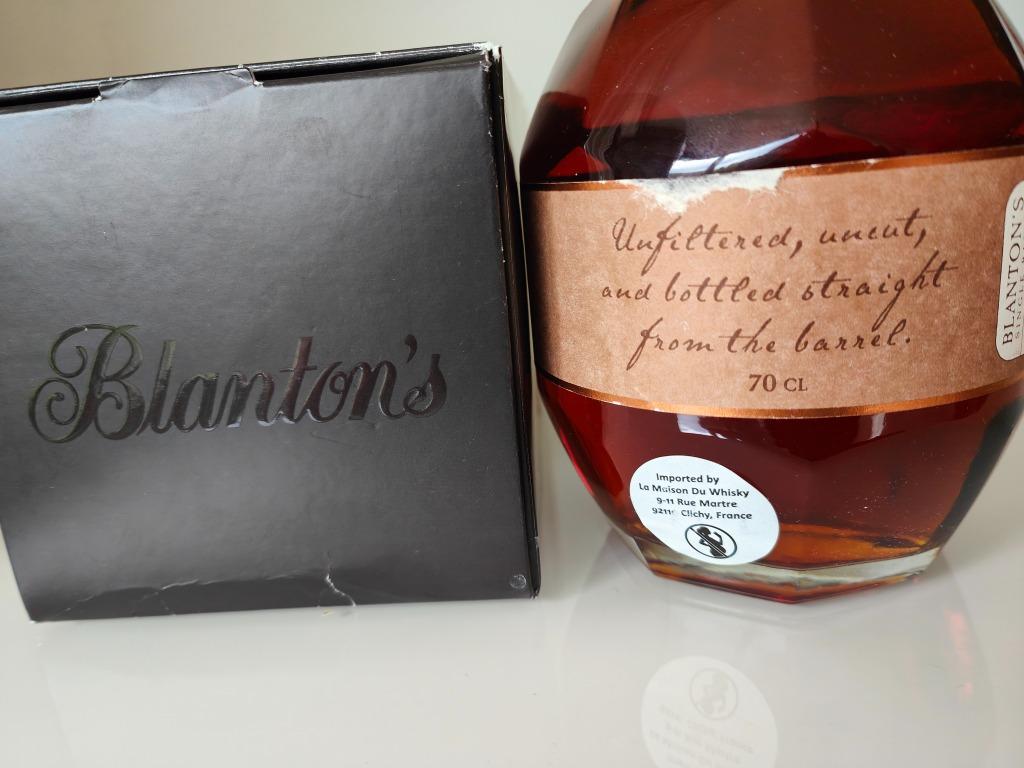 Blanton's
Unfiltered, uncut,
and bottled straight
from the barrel.
70 CL
BLANTON'S
Imported by
La Maison Du Whisky
9-11 Rue Martre
Clichy, France